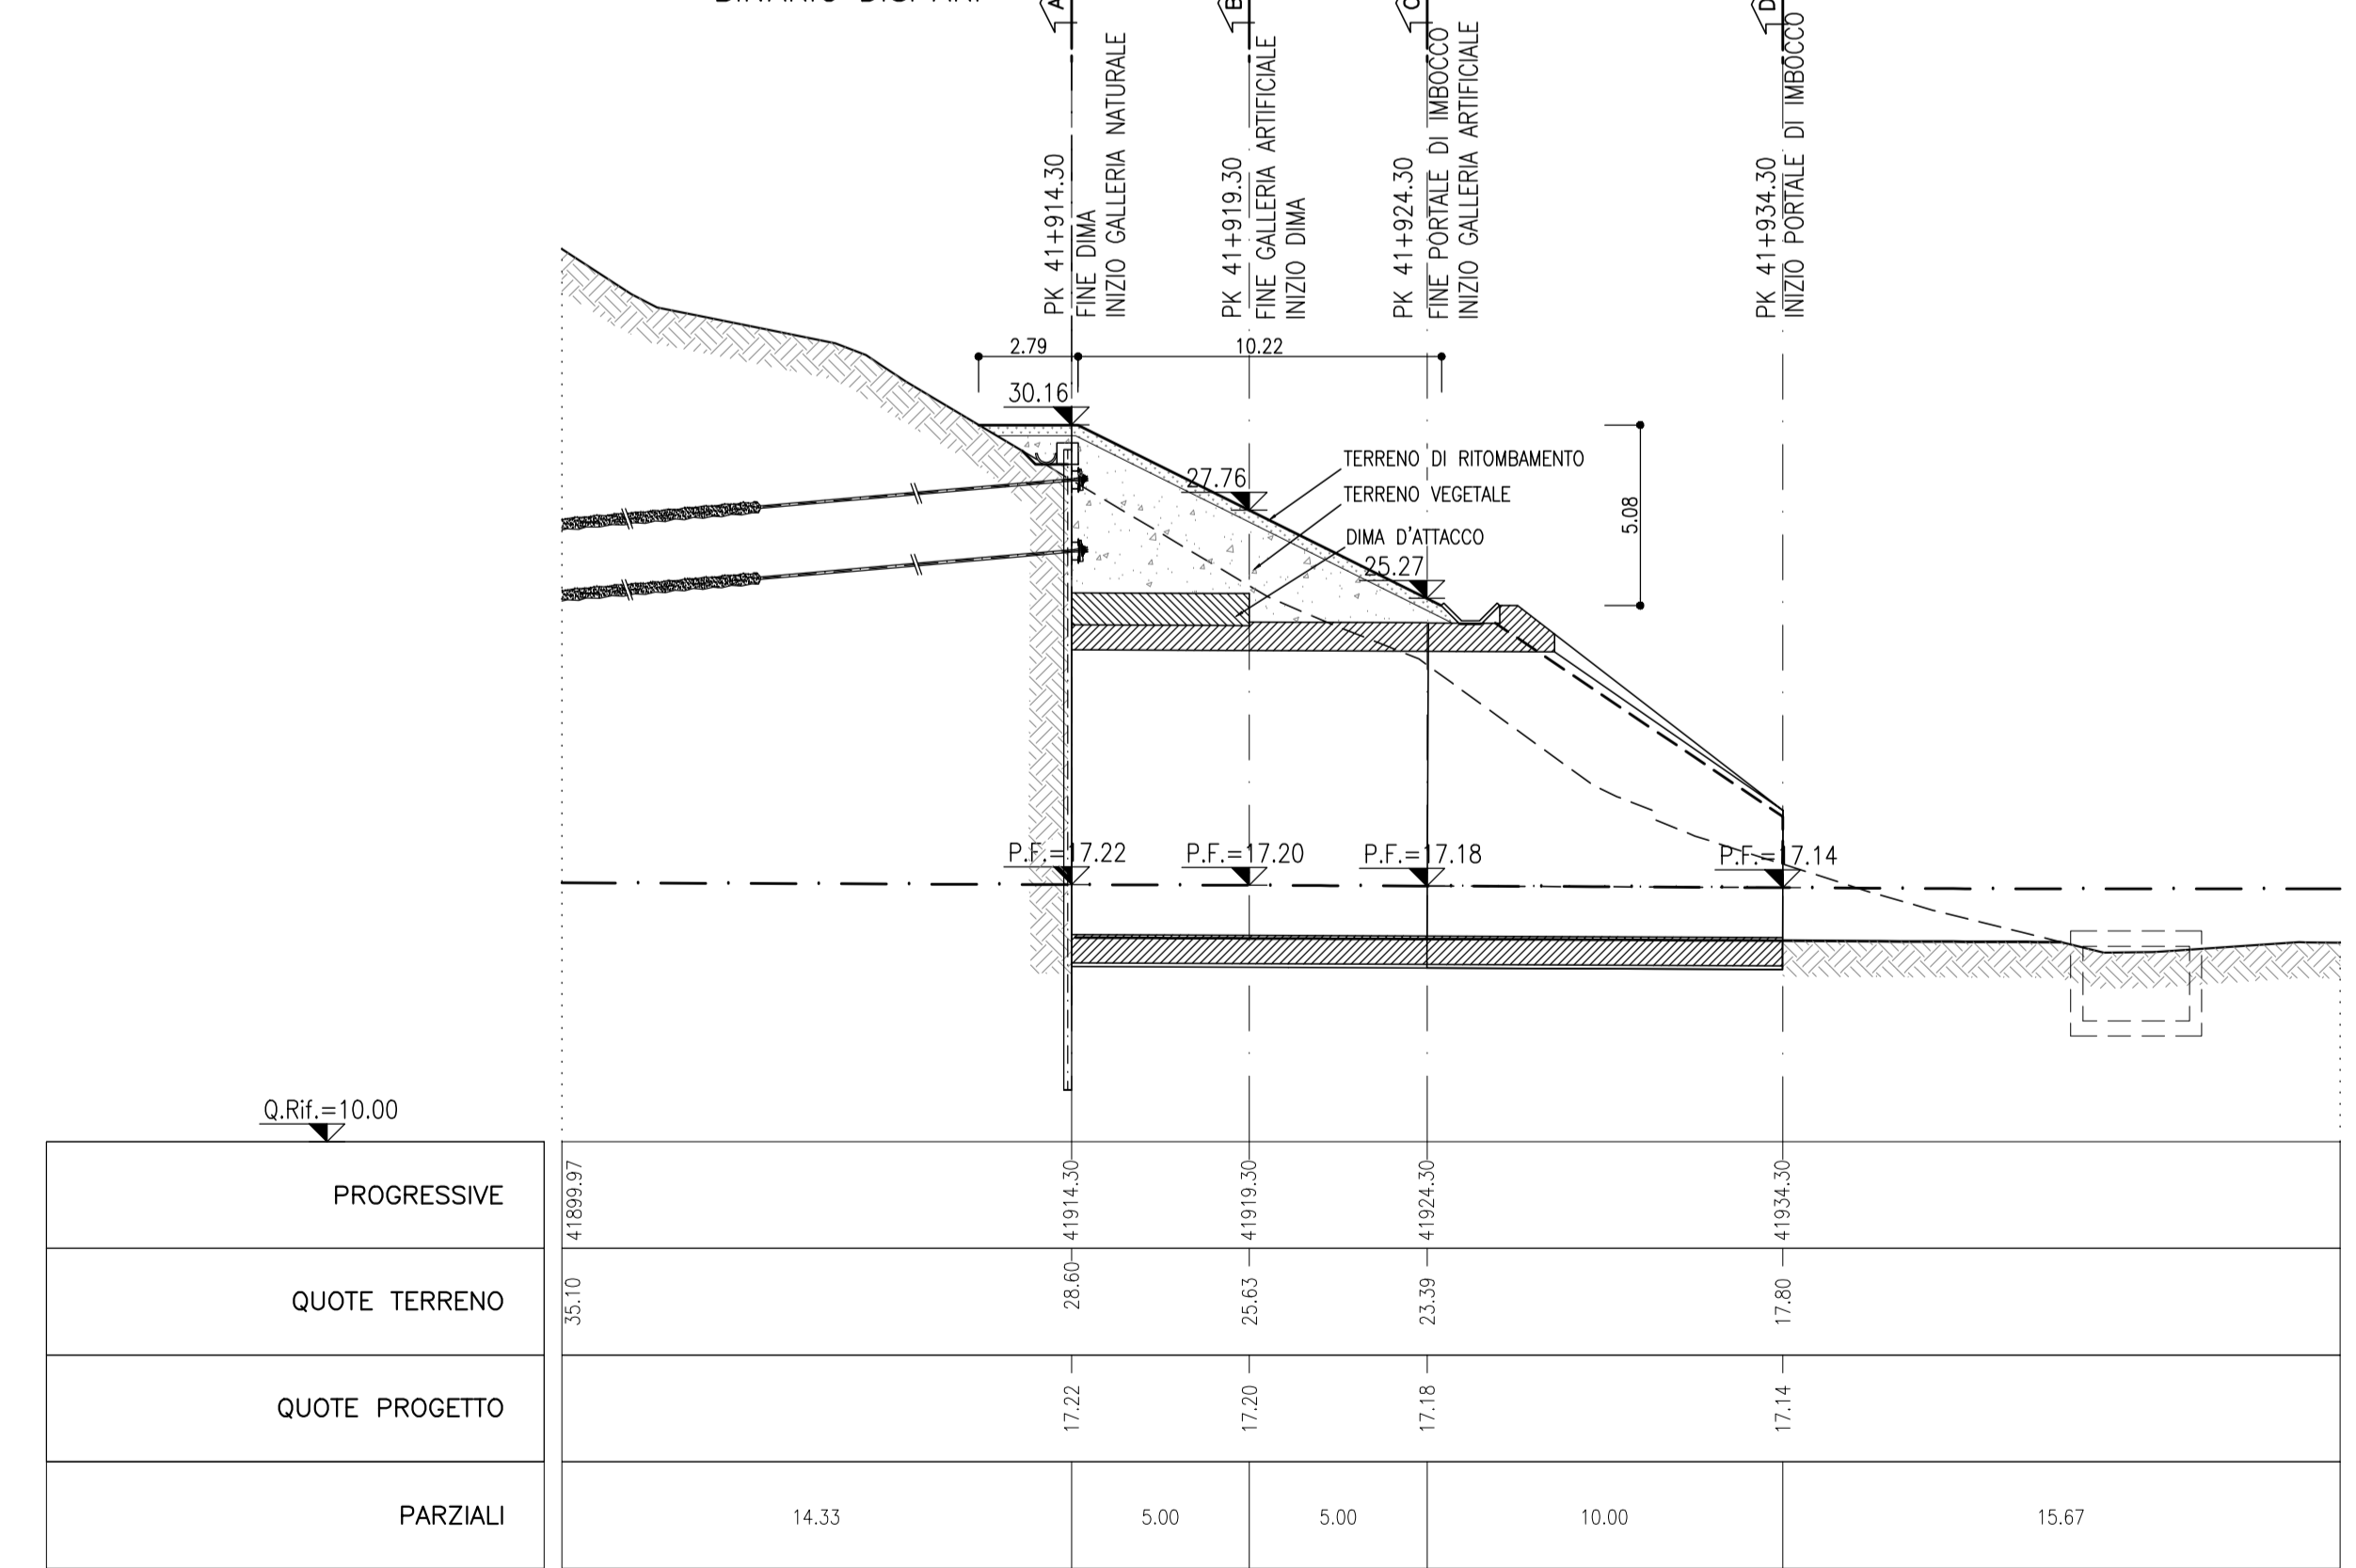 A
B
D
PK 41+914.30
FINE DIMA
INIZIO GALLERIA NATURALE
PK 41+919.30
FINE GALLERIA ARTIFICIALE
INIZIO DIMA
PK 41+924.30
FINE PORTALE DI IMBOCCO
INIZIO GALLERIA ARTIFICIALE
PK 41+934.30
INIZIO PORTALE DI IMBOCCO
2.79
10.22
30.16
27.76
25.27
TERRENO DI RITOMBAMENTO
TERRENO VEGETALE
DIMA D'ATTACCO
5.08
P.F.=17.22
P.F.=17.20
P.F.=17.18
P.F.=17.14
Q.Rif.=10.00
PROGRESSIVE
41899.97
41914.30
41919.30
41924.30
41934.30
QUOTE TERRENO
35.10
28.60
25.63
23.39
17.80
QUOTE PROGETTO
17.22
17.20
17.18
17.14
PARZIALI
14.33
5.00
5.00
10.00
15.67